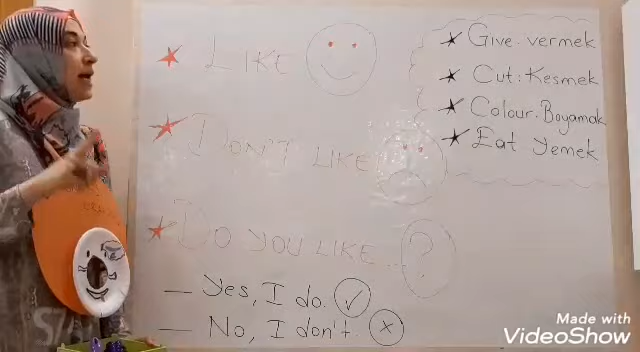 LIKE
DON'T LIKE
DO YOU LIKE...?
Yes, I do. ✓
No, I don't. ×
Give: vermek
Cut: Kesmek
Colour: Boyamak
Eat yemek
Made with
VideoShow